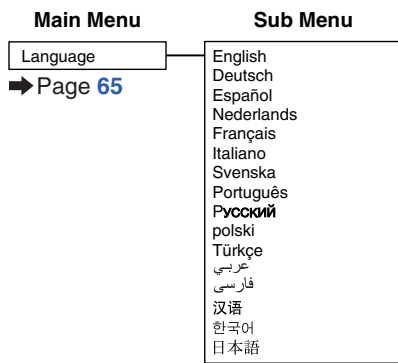 Main Menu Sub Menu
Language English
➡Page 65 Deutsch
Español
Nederlands
Français
Italiano
Svenska
Português
Русский
polski
Türkçe
عربي
فارسی
汉语
한국어
日本語